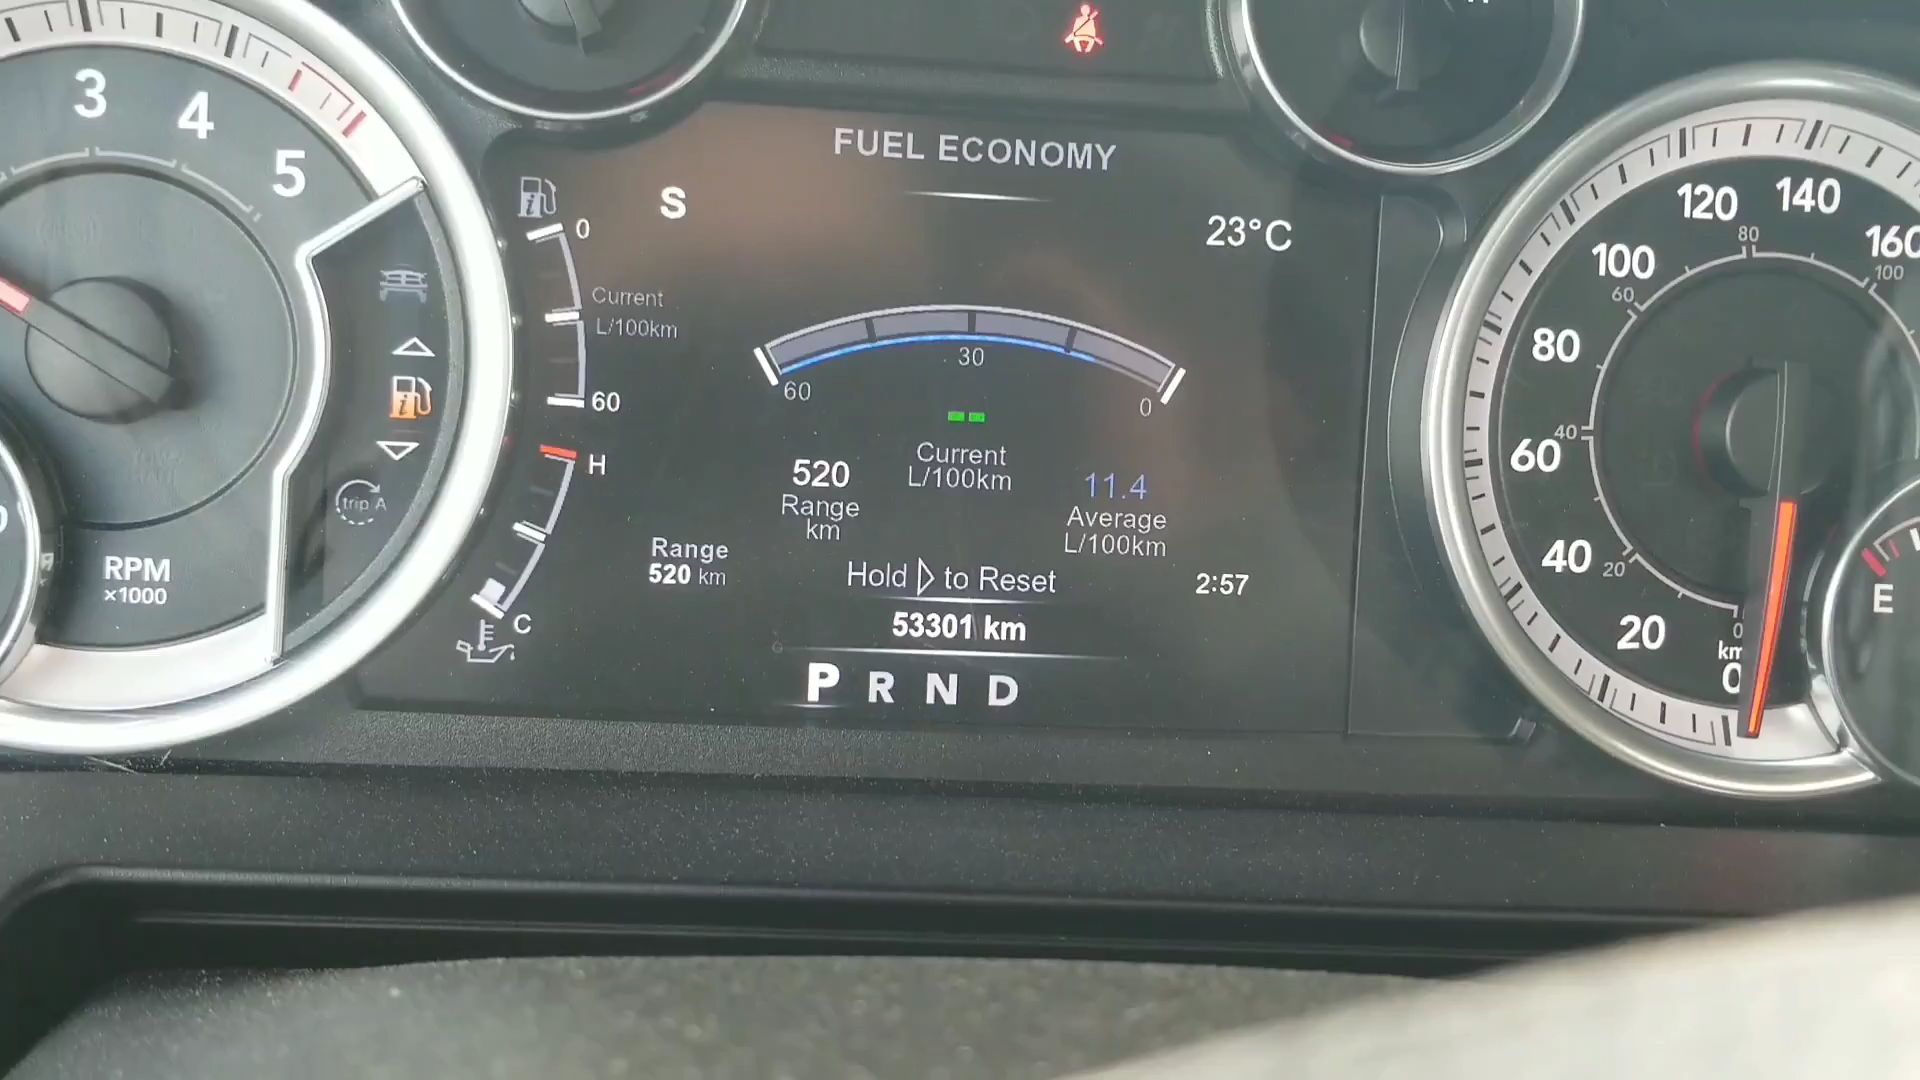 FUEL ECONOMY
S
23°C
0
Current
L/100km
60
60
30
0
Current
L/100km
520
Range
km
11.4
Average
L/100km
H
C
Range
520 km
Hold ▷ to Reset
2:57
53301 km
P R N D
3
4
5
trip A
RPM
×1000
0
20
40
60
80
100
120
140
160
0
20
40
60
80
100
E